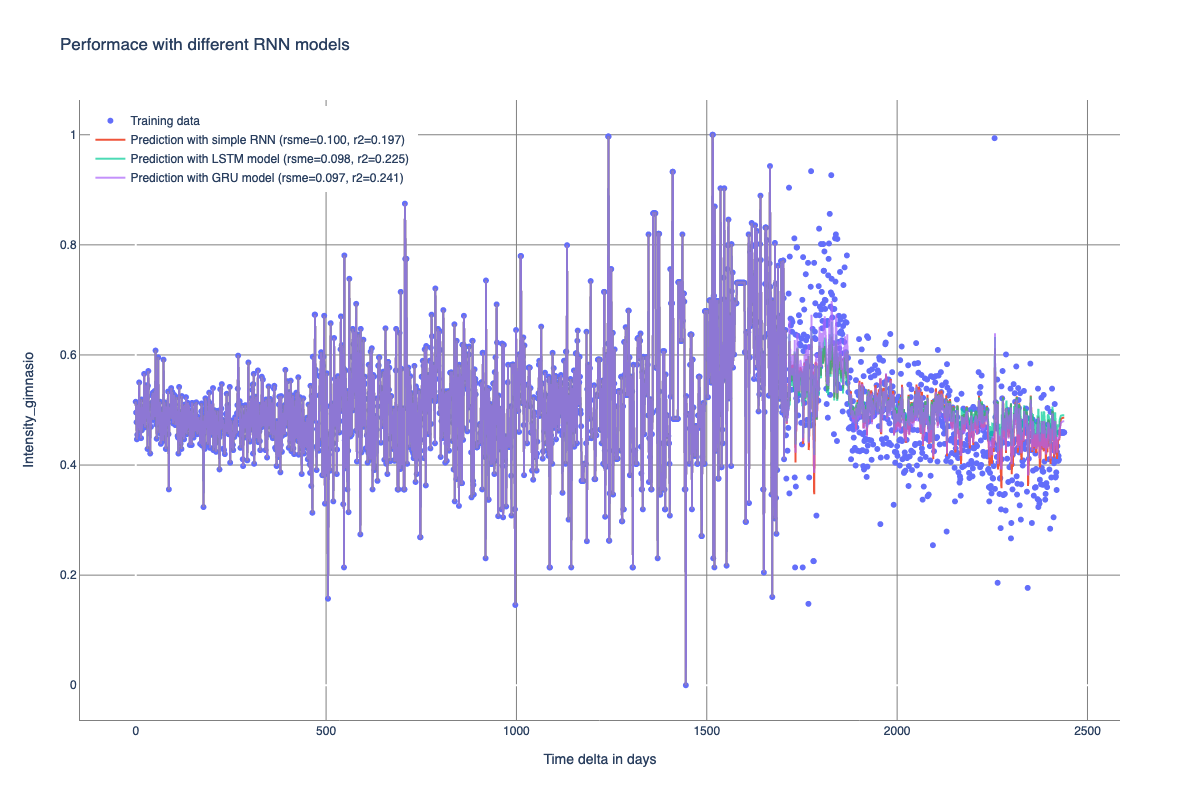 Performace with different RNN models
Training data
Prediction with simple RNN (rsme=0.100, r2=0.197)
Prediction with LSTM model (rsme=0.098, r2=0.225)
Prediction with GRU model (rsme=0.097, r2=0.241)
1
0.8
0.6
0.4
0.2
0
Intensity_gimnasio
0 500 1000 1500 2000 2500
Time delta in days